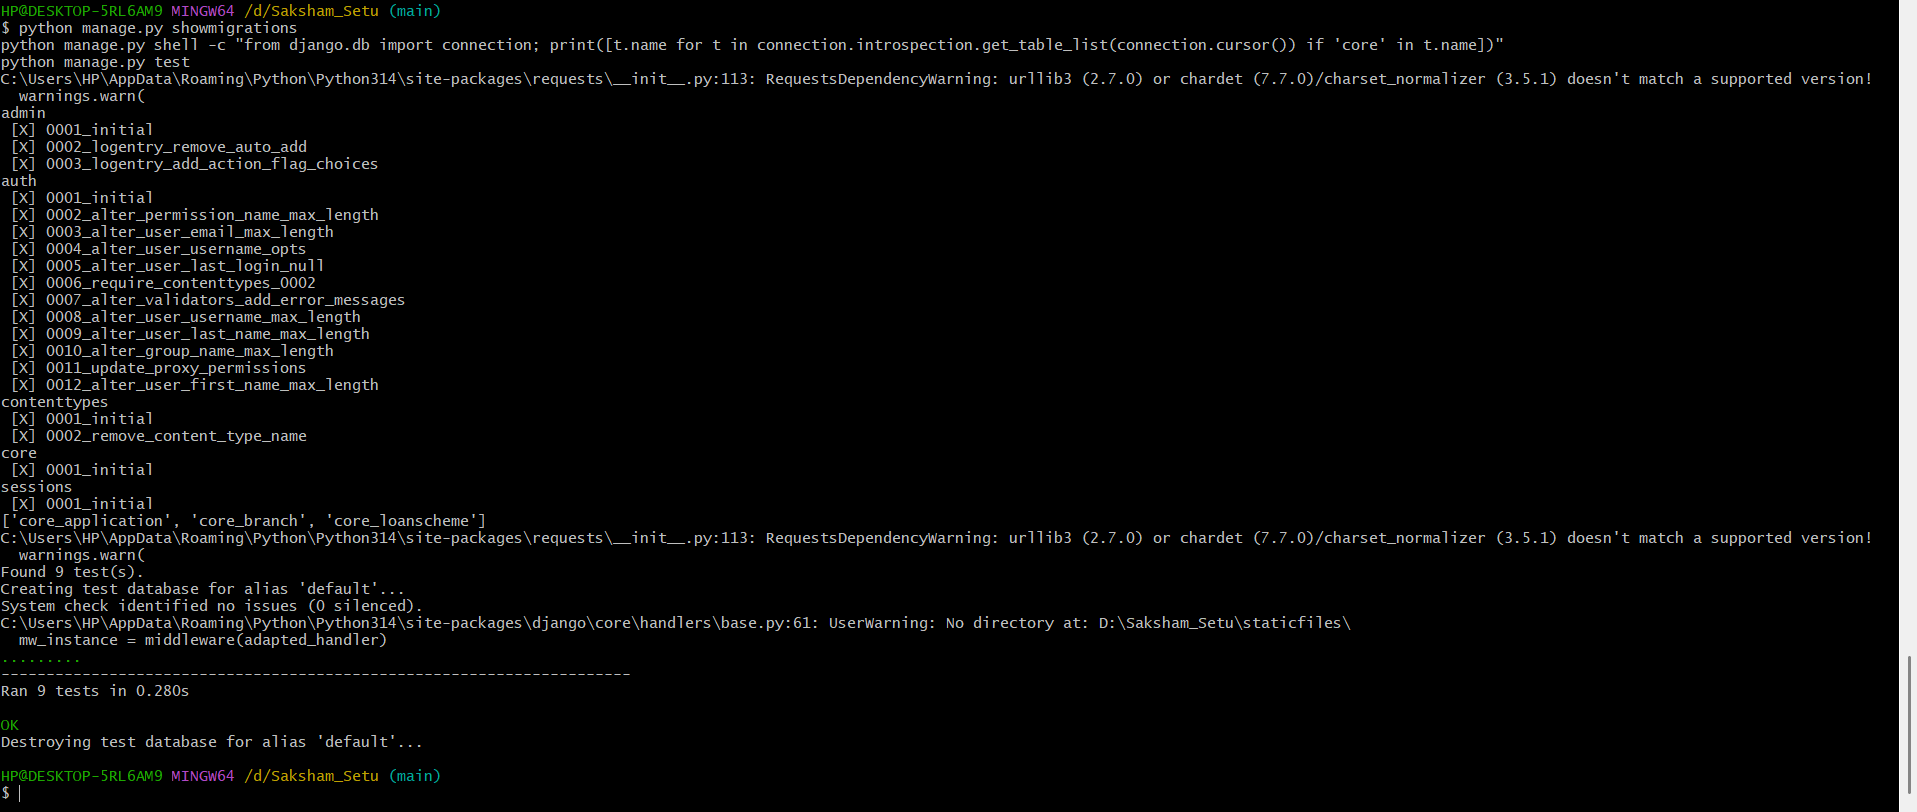 HP@DESKTOP-5RL6AM9 MINGW64 /d/Saksham_Setu (main)
$ python manage.py showmigrations
python manage.py shell -c "from django.db import connection; print([t.name for t in connection.introspection.get_table_list(connection.cursor()) if 'core' in t.name])"
python manage.py test
C:\Users\HP\AppData\Roaming\Python\Python314\site-packages\requests\__init__.py:113: RequestsDependencyWarning: urllib3 (2.7.0) or chardet (7.7.0)/charset_normalizer (3.5.1) doesn't match a supported version!
  warnings.warn(
admin
 [X] 0001_initial
 [X] 0002_logentry_remove_auto_add
 [X] 0003_logentry_add_action_flag_choices
auth
 [X] 0001_initial
 [X] 0002_alter_permission_name_max_length
 [X] 0003_alter_user_email_max_length
 [X] 0004_alter_user_username_opts
 [X] 0005_alter_user_last_login_null
 [X] 0006_require_contenttypes_0002
 [X] 0007_alter_validators_add_error_messages
 [X] 0008_alter_user_username_max_length
 [X] 0009_alter_user_last_name_max_length
 [X] 0010_alter_group_name_max_length
 [X] 0011_update_proxy_permissions
 [X] 0012_alter_user_first_name_max_length
contenttypes
 [X] 0001_initial
 [X] 0002_remove_content_type_name
core
 [X] 0001_initial
sessions
 [X] 0001_initial
['core_application', 'core_branch', 'core_loanscheme']
C:\Users\HP\AppData\Roaming\Python\Python314\site-packages\requests\__init__.py:113: RequestsDependencyWarning: urllib3 (2.7.0) or chardet (7.7.0)/charset_normalizer (3.5.1) doesn't match a supported version!
  warnings.warn(
Found 9 test(s).
Creating test database for alias 'default'...
System check identified no issues (0 silenced).
C:\Users\HP\AppData\Roaming\Python\Python314\site-packages\django\core\handlers\base.py:61: UserWarning: No directory at: D:\Saksham_Setu\staticfiles\
  mw_instance = middleware(adapted_handler)
.........
----------------------------------------------------------------------
Ran 9 tests in 0.280s

OK
Destroying test database for alias 'default'...

HP@DESKTOP-5RL6AM9 MINGW64 /d/Saksham_Setu (main)
$